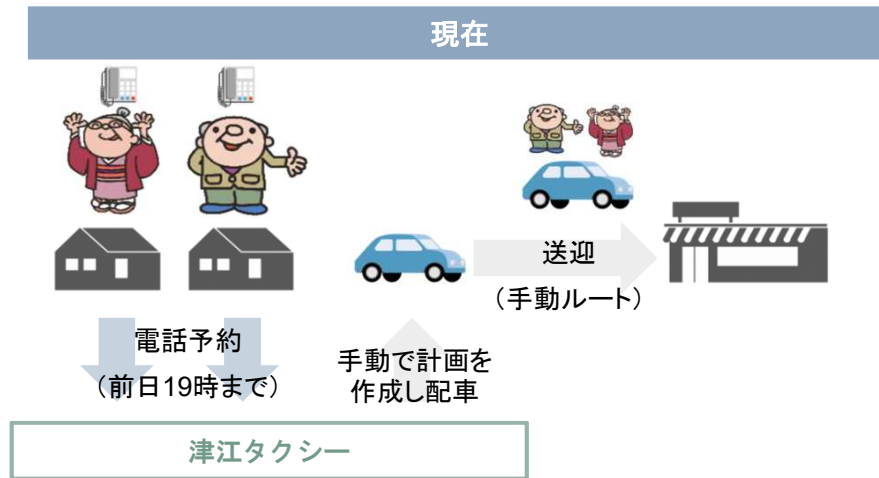 現在
送迎
（手動ルート）
電話予約
（前日19時まで）
手動で計画を
作成し配車
津江タクシー